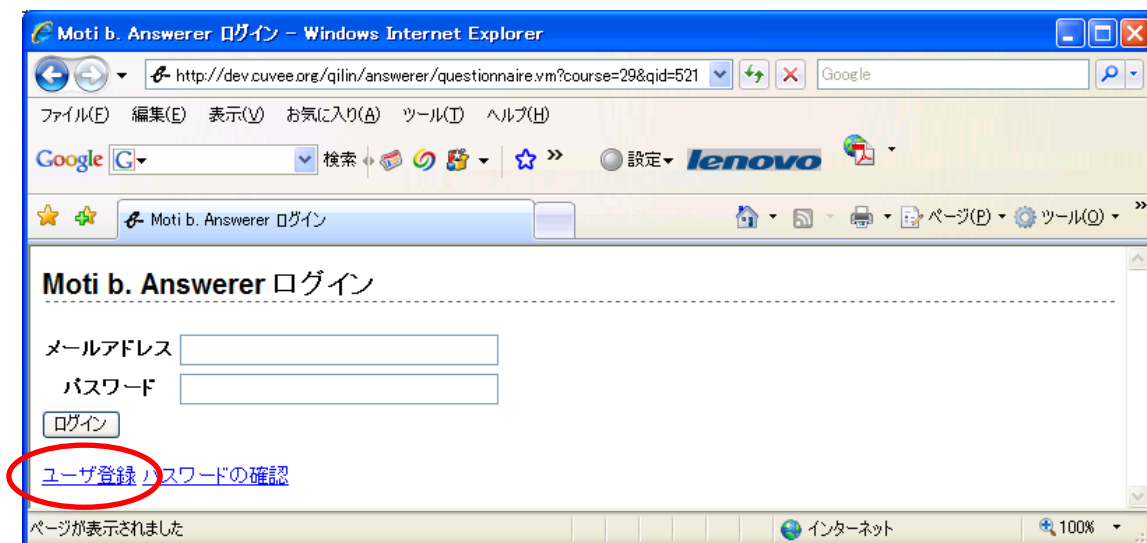 Moti b. Answerer ログイン - Windows Internet Explorer
http://dev.cuvee.org/qilin/answerer/questionnaire.vm?course=29&qid=521 Google
ファイル(F) 編集(E) 表示(V) お気に入り(A) ツール(T) ヘルプ(H)
Google G 検索 » 設定 lenovo
Moti b. Answerer ログイン ページ(P) ツール(O) »
Moti b. Answerer ログイン
メールアドレス
パスワード
ログイン
ユーザ登録 パスワードの確認
ページが表示されました インターネット 100%